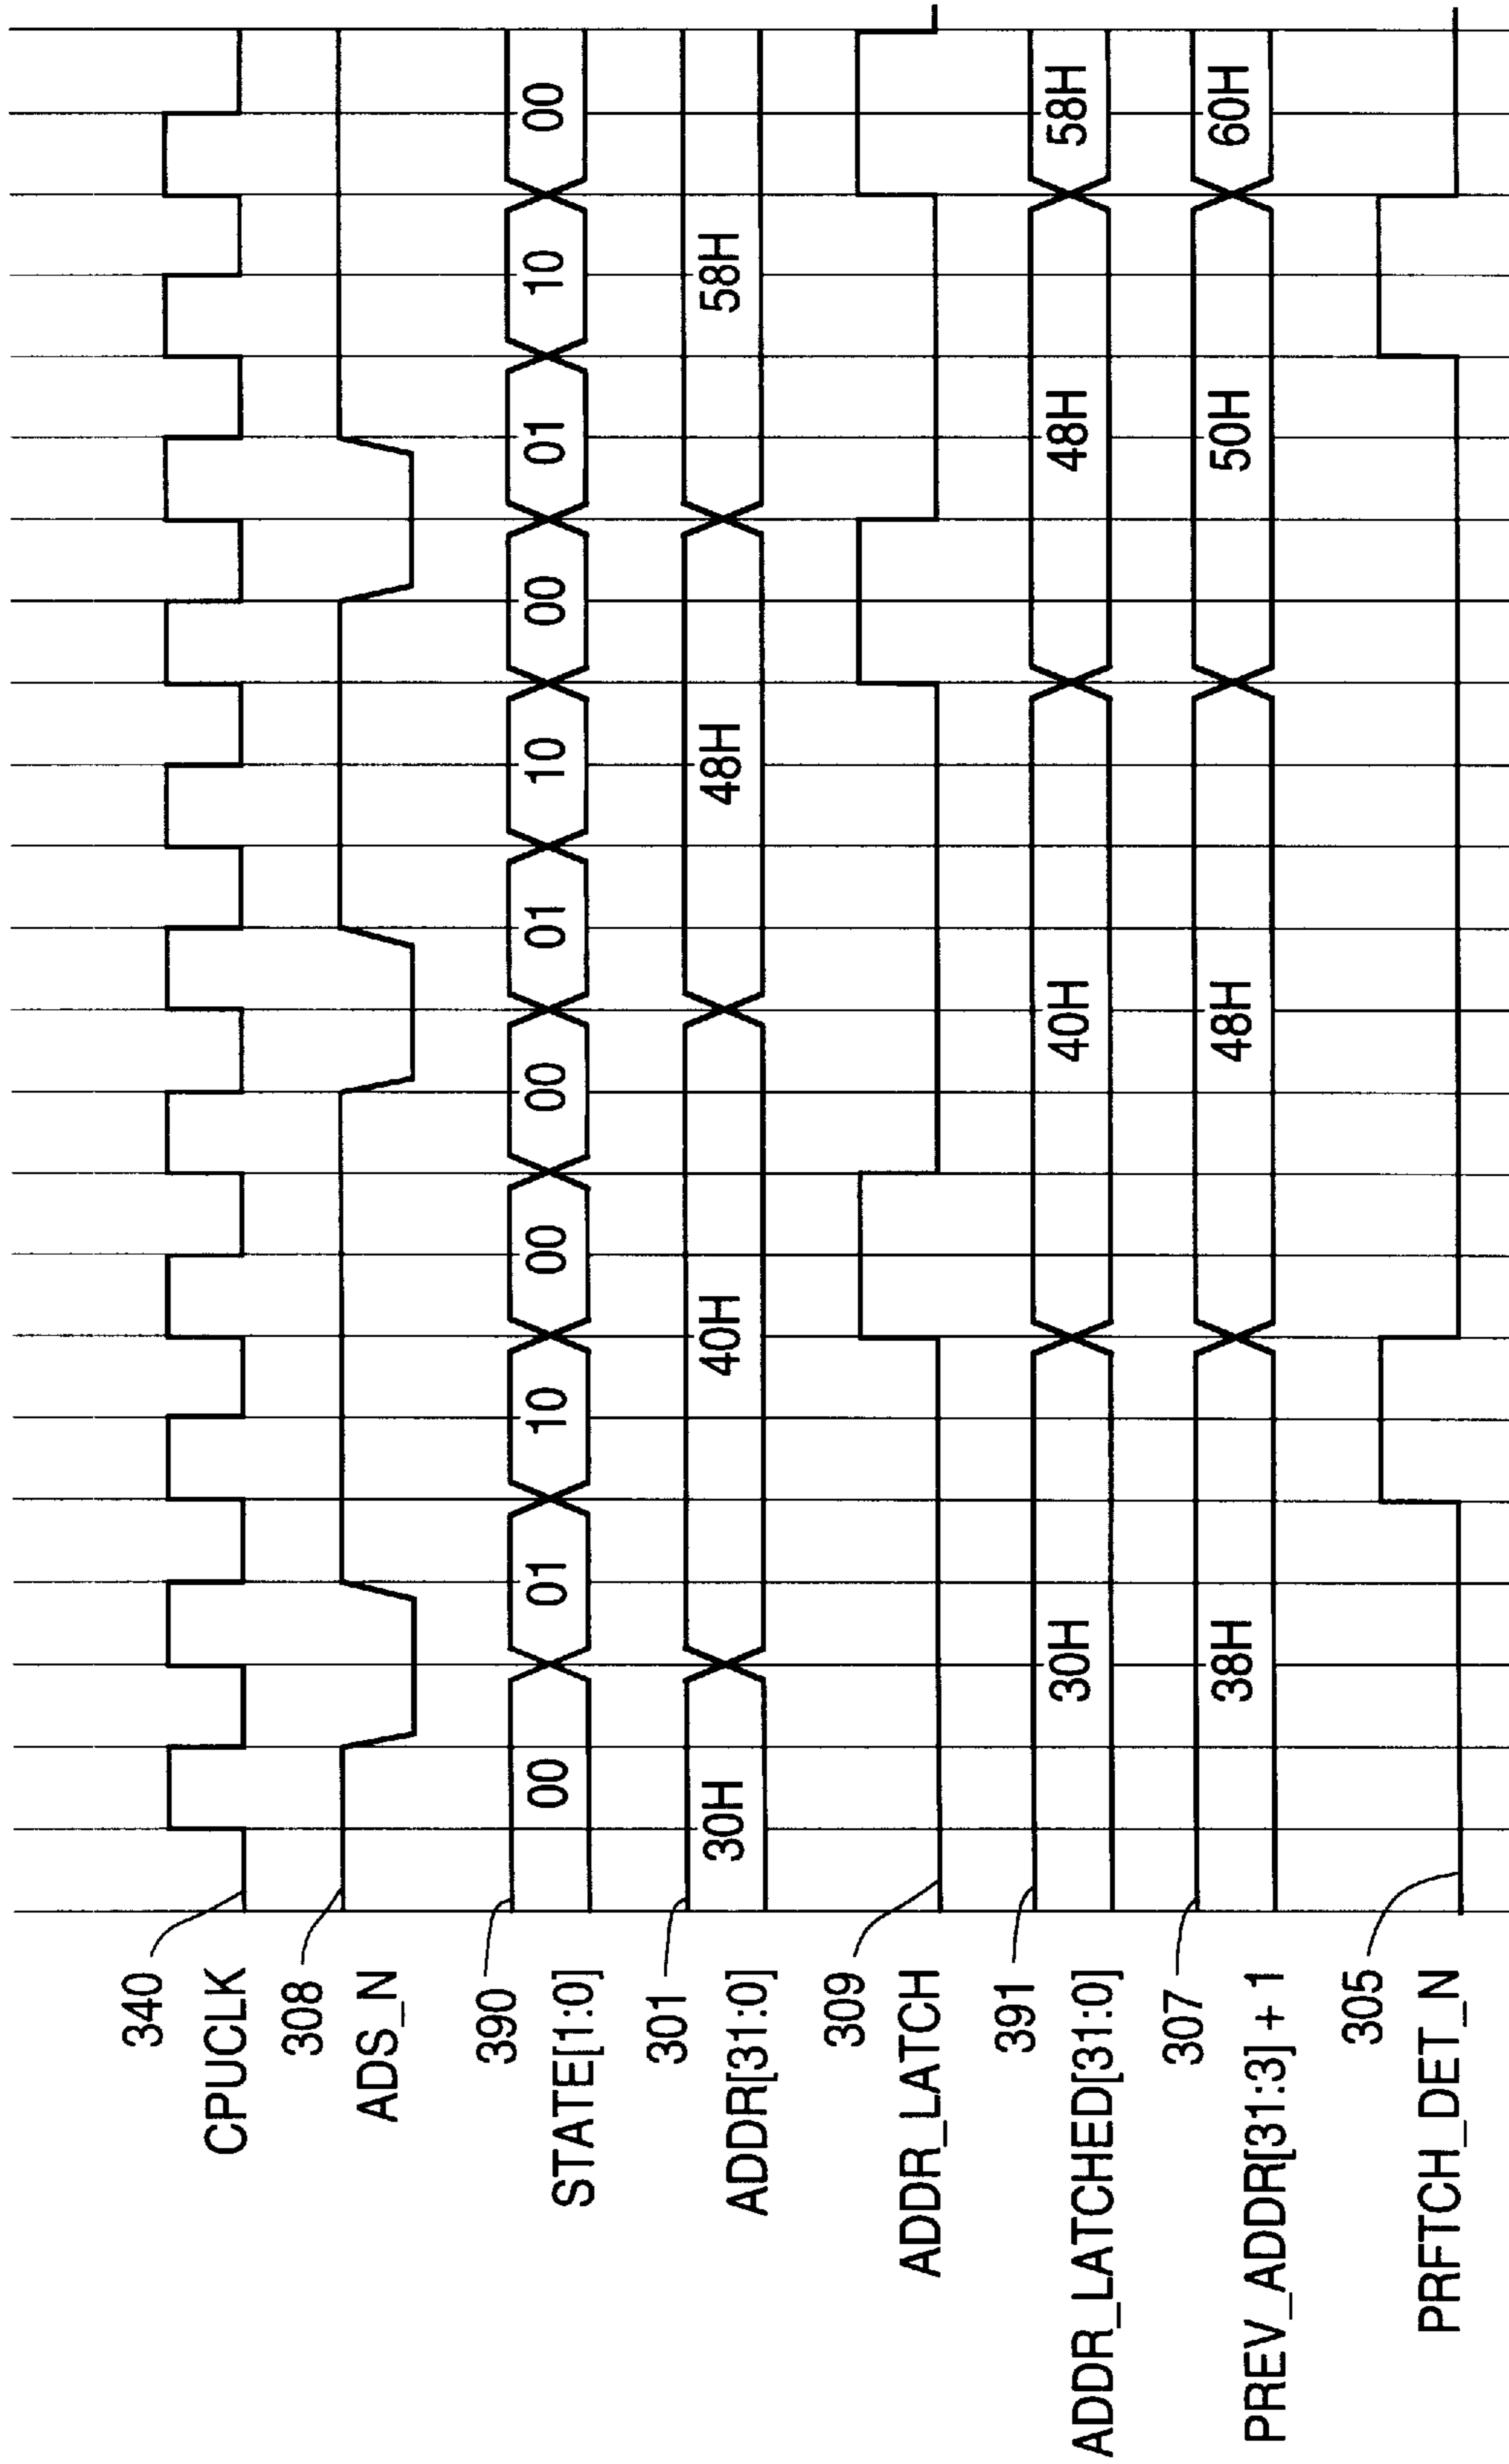 340
CPUCLK
308
ADS_N
390
STATE[1:0]
00 01 10 00 00 01 10 00 01 10 00
301
ADDR[31:0]
30H 40H 48H 58H
309
ADDR_LATCH
391
ADDR_LATCHED[31:0]
30H 40H 48H 58H
307
PREV_ADDR[31:3] + 1
38H 48H 50H 60H
305
PRFTCH_DET_N